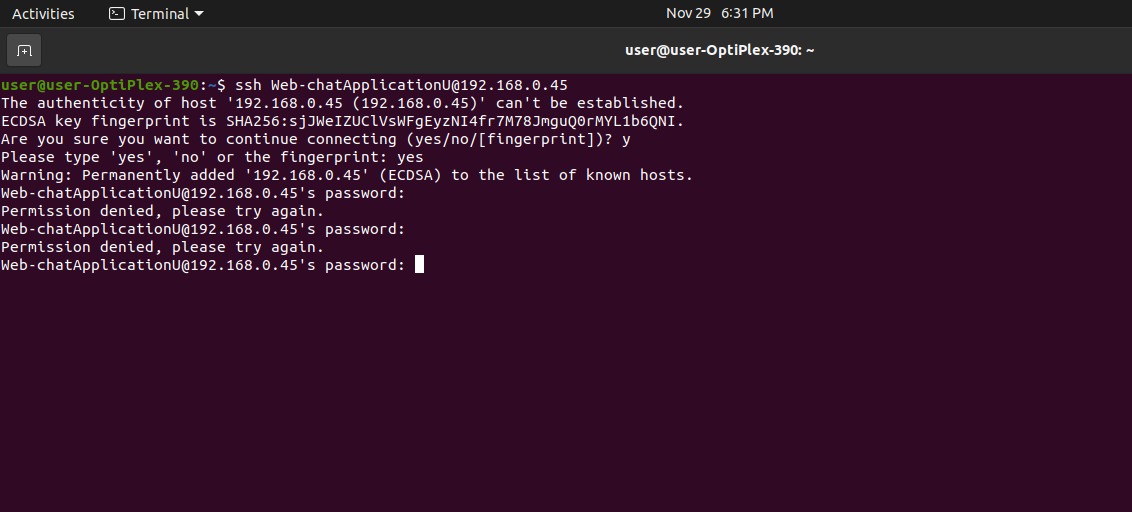 Activities Terminal Nov 29 6:31 PM
user@user-OptiPlex-390: ~
user@user-OptiPlex-390:~$ ssh Web-chatApplicationU@192.168.0.45
The authenticity of host '192.168.0.45 (192.168.0.45)' can't be established.
ECDSA key fingerprint is SHA256:sjJWeIZUClVsWFgEyzNI4fr7M78JmguQ0rMYL1b6QNI.
Are you sure you want to continue connecting (yes/no/[fingerprint])? y
Please type 'yes', 'no' or the fingerprint: yes
Warning: Permanently added '192.168.0.45' (ECDSA) to the list of known hosts.
Web-chatApplicationU@192.168.0.45's password:
Permission denied, please try again.
Web-chatApplicationU@192.168.0.45's password:
Permission denied, please try again.
Web-chatApplicationU@192.168.0.45's password: